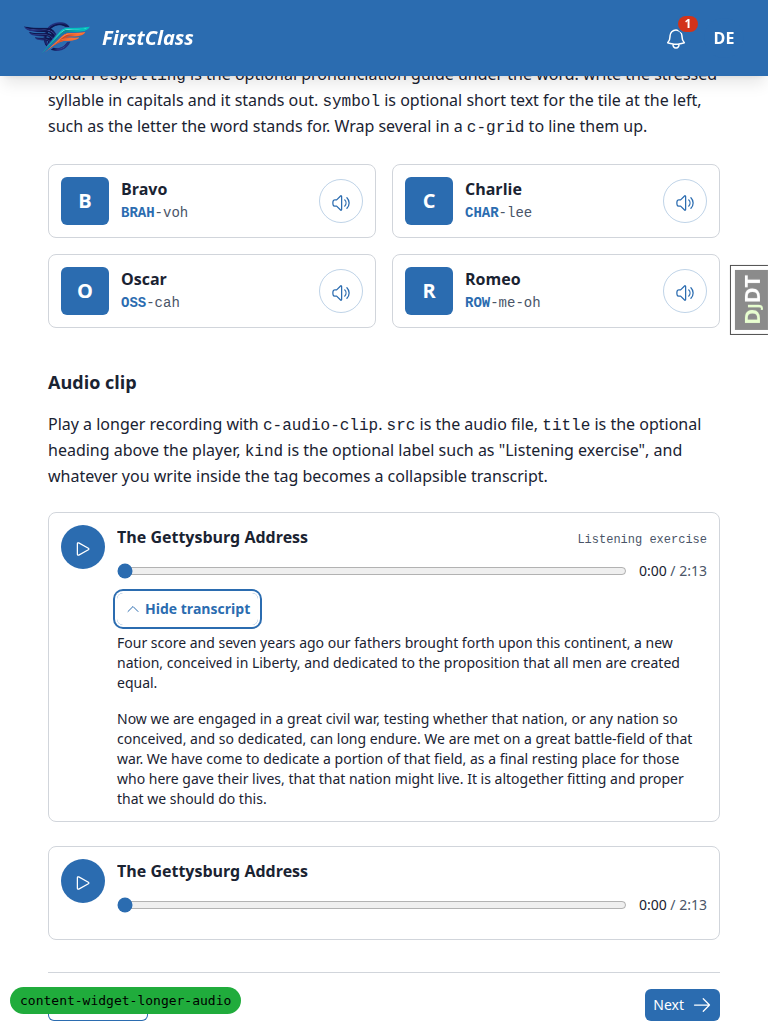 FirstClass
1
DE
bold. respelling is the optional pronunciation guide under the word. Write the stressed
syllable in capitals and it stands out. symbol is optional short text for the tile at the left,
such as the letter the word stands for. Wrap several in a c-grid to line them up.
B
Bravo
BRAH-voh
C
Charlie
CHAR-lee
O
Oscar
OSS-cah
R
Romeo
ROW-me-oh
DJDT
Audio clip
Play a longer recording with c-audio-clip. src is the audio file, title is the optional
heading above the player, kind is the optional label such as "Listening exercise", and
whatever you write inside the tag becomes a collapsible transcript.
The Gettysburg Address
Listening exercise
0:00 / 2:13
Hide transcript
Four score and seven years ago our fathers brought forth upon this continent, a new
nation, conceived in Liberty, and dedicated to the proposition that all men are created
equal.
Now we are engaged in a great civil war, testing whether that nation, or any nation so
conceived, and so dedicated, can long endure. We are met on a great battle-field of that
war. We have come to dedicate a portion of that field, as a final resting place for those
who here gave their lives, that that nation might live. It is altogether fitting and proper
that we should do this.
The Gettysburg Address
0:00 / 2:13
content-widget-longer-audio
Next